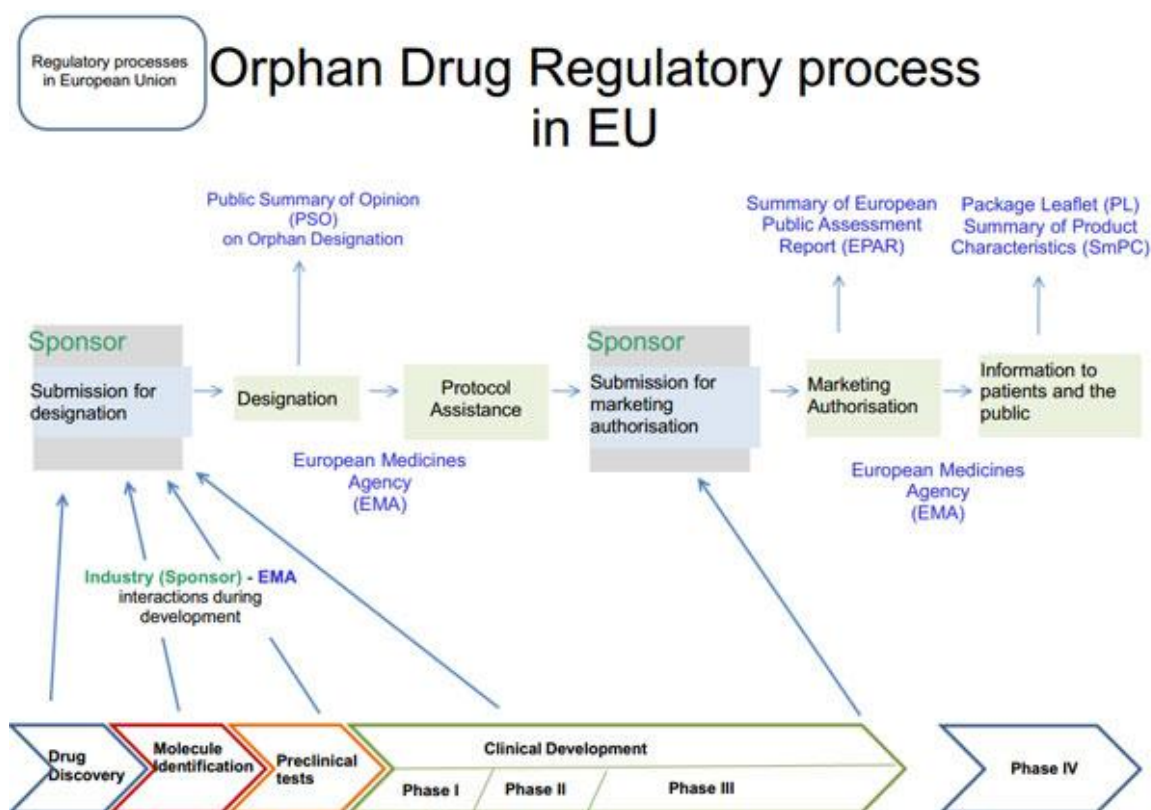 Regulatory processes
in European Union
Orphan Drug Regulatory process
in EU
Public Summary of Opinion
(PSO)
on Orphan Designation
Summary of European
Public Assessment
Report (EPAR)
Package Leaflet (PL)
Summary of Product
Characteristics (SmPC)
Sponsor
Submission for
designation
Designation
Protocol
Assistance
Sponsor
Submission for
marketing
authorisation
Marketing
Authorisation
Information to
patients and the
public
European Medicines
Agency
(EMA)
European Medicines
Agency
(EMA)
Industry (Sponsor) - EMA
interactions during
development
Drug
Discovery
Molecule
Identification
Preclinical
tests
Clinical Development
Phase I
Phase II
Phase III
Phase IV